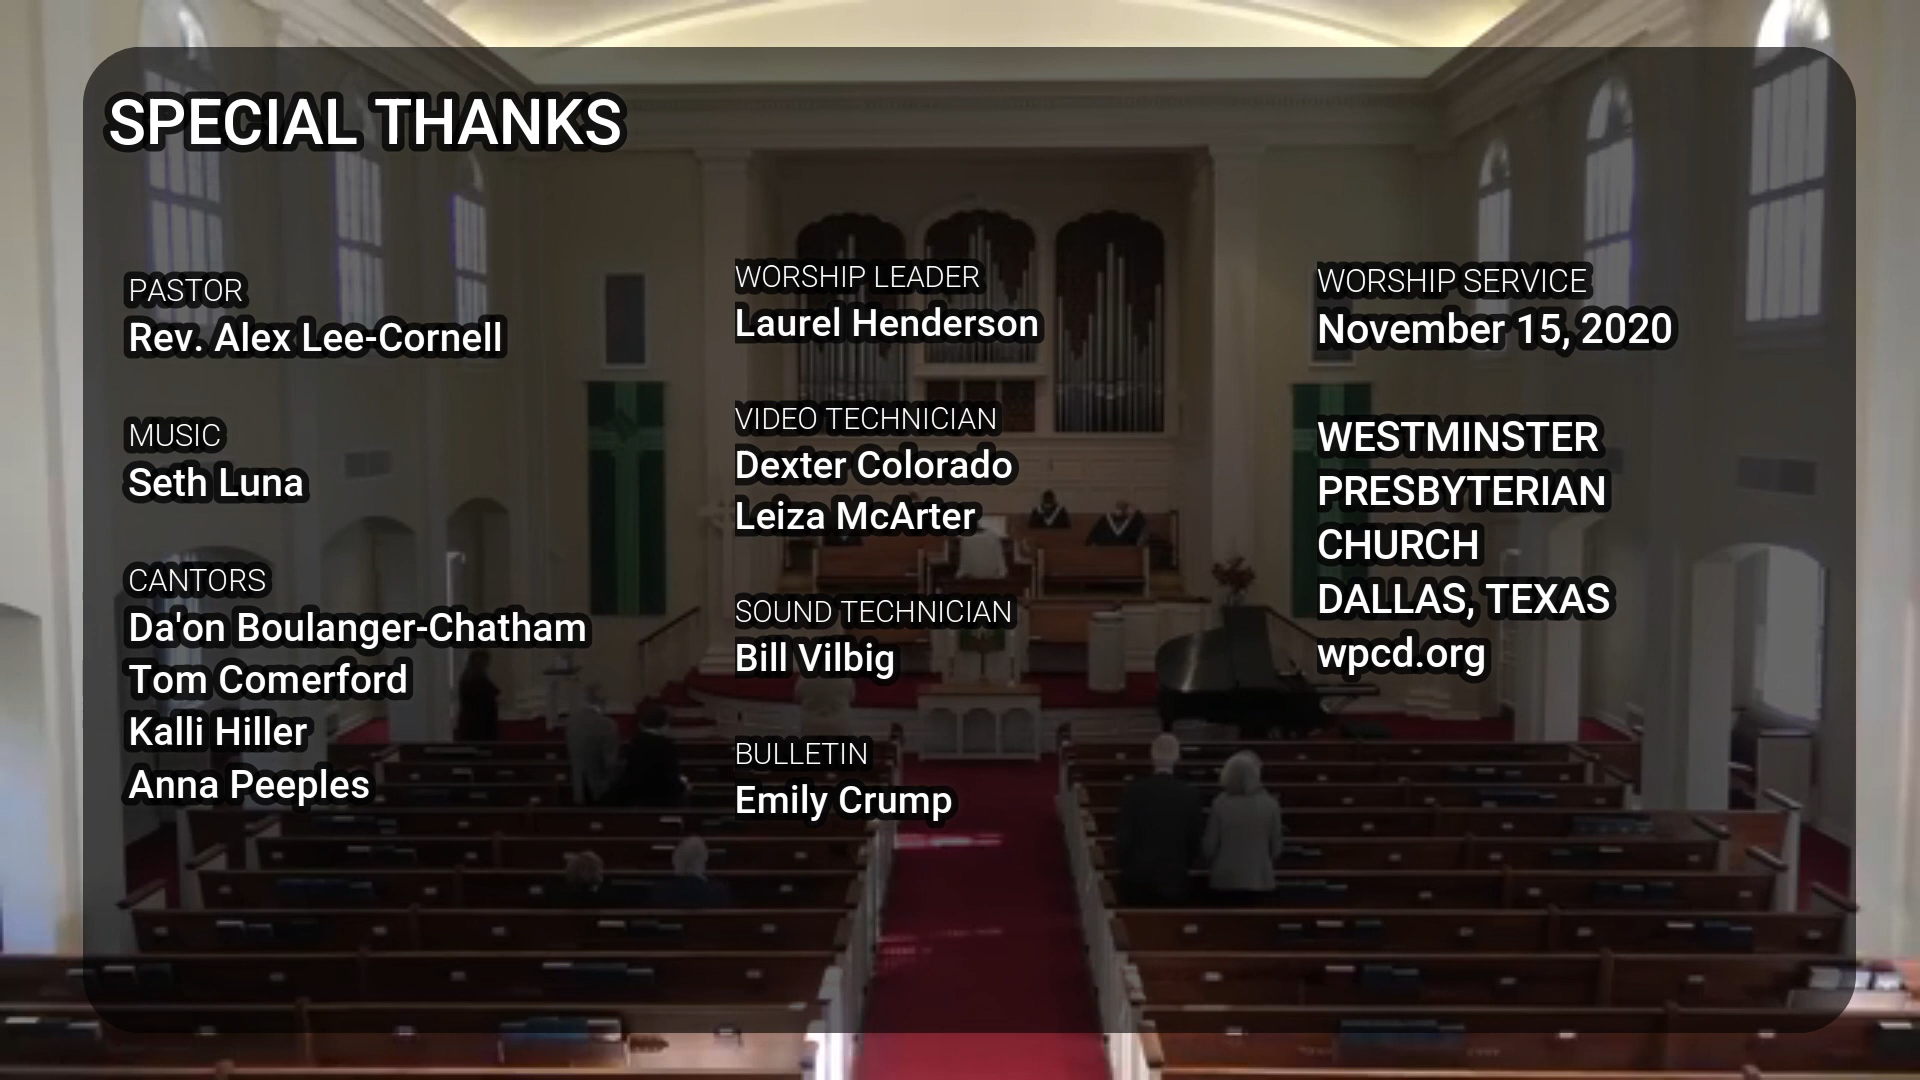 SPECIAL THANKS
PASTOR
Rev. Alex Lee-Cornell
MUSIC
Seth Luna
CANTORS
Da'on Boulanger-Chatham
Tom Comerford
Kalli Hiller
Anna Peeples
WORSHIP LEADER
Laurel Henderson
VIDEO TECHNICIAN
Dexter Colorado
Leiza McArter
SOUND TECHNICIAN
Bill Vilbig
BULLETIN
Emily Crump
WORSHIP SERVICE
November 15, 2020
WESTMINSTER
PRESBYTERIAN
CHURCH
DALLAS, TEXAS
wpcd.org